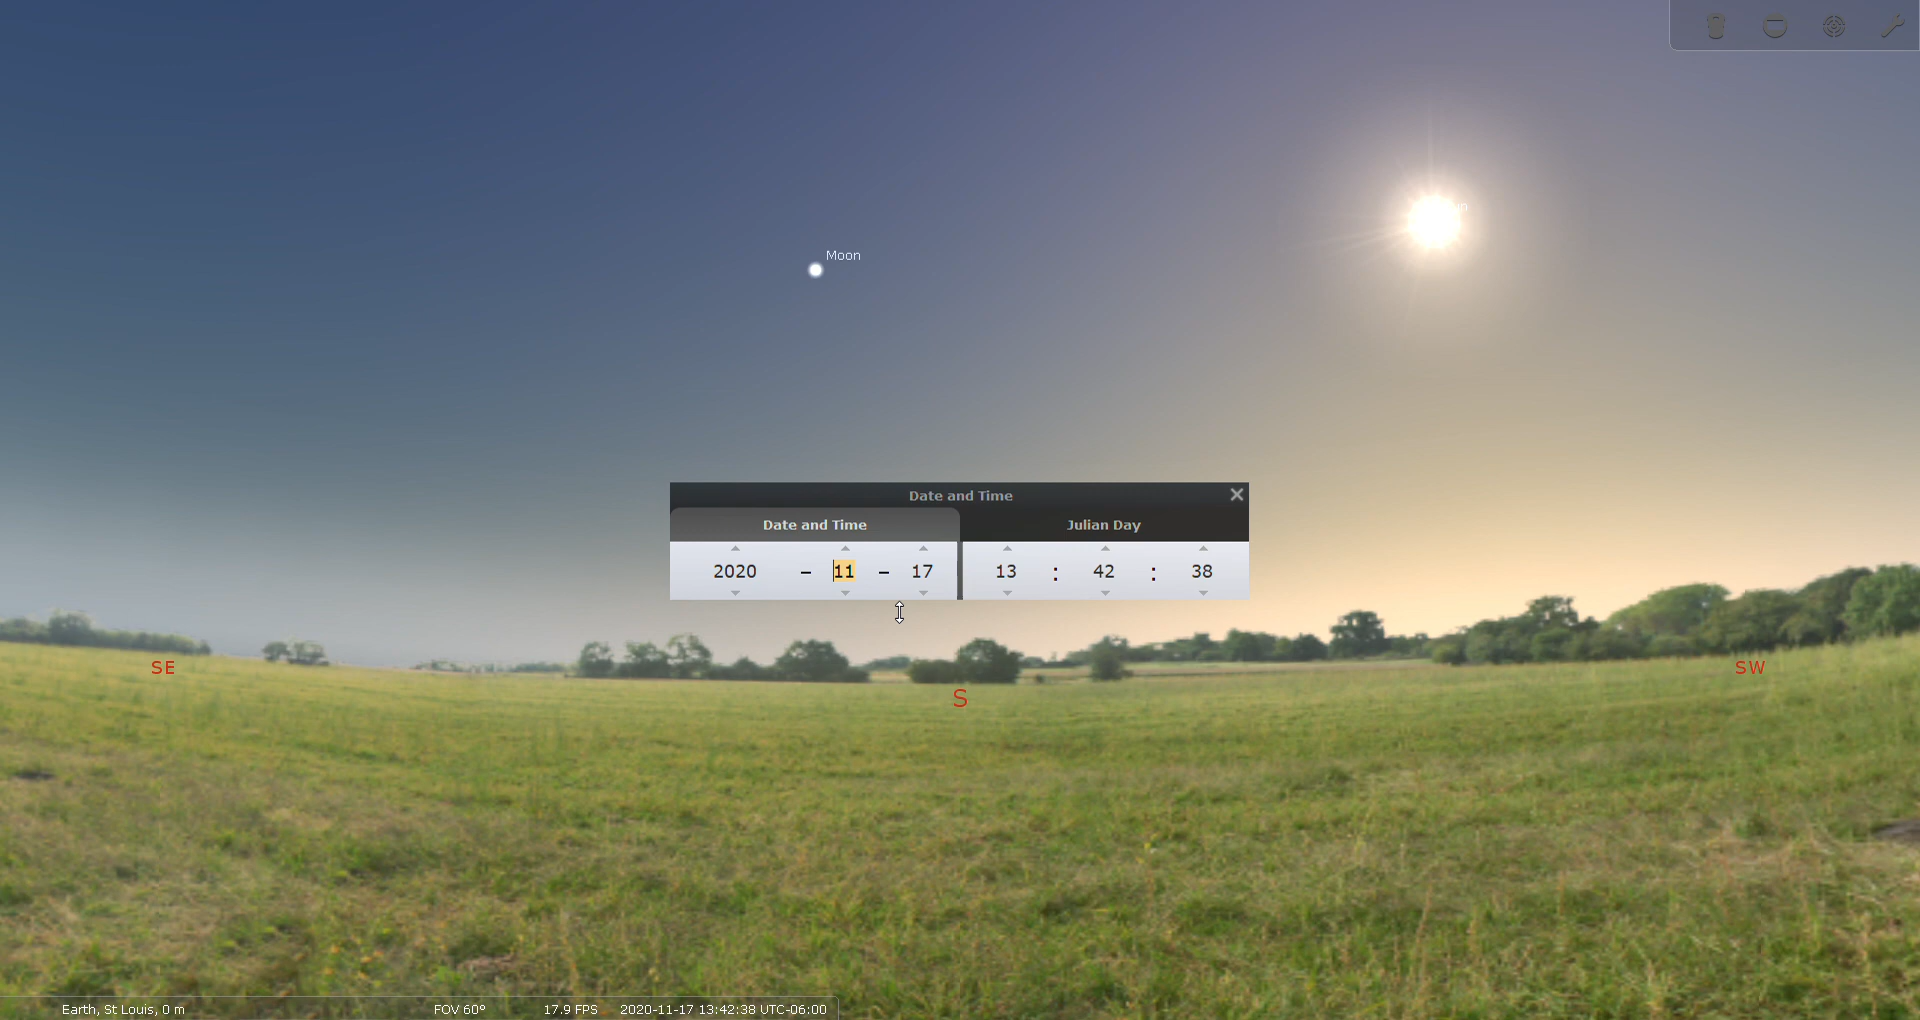 Moon
Date and Time
Date and Time Julian Day
2020 – 11 – 17 13 : 42 : 38
SE
SW
S
Earth, St Louis, 0 m FOV 60° 17.9 FPS 2020-11-17 13:42:38 UTC-06:00